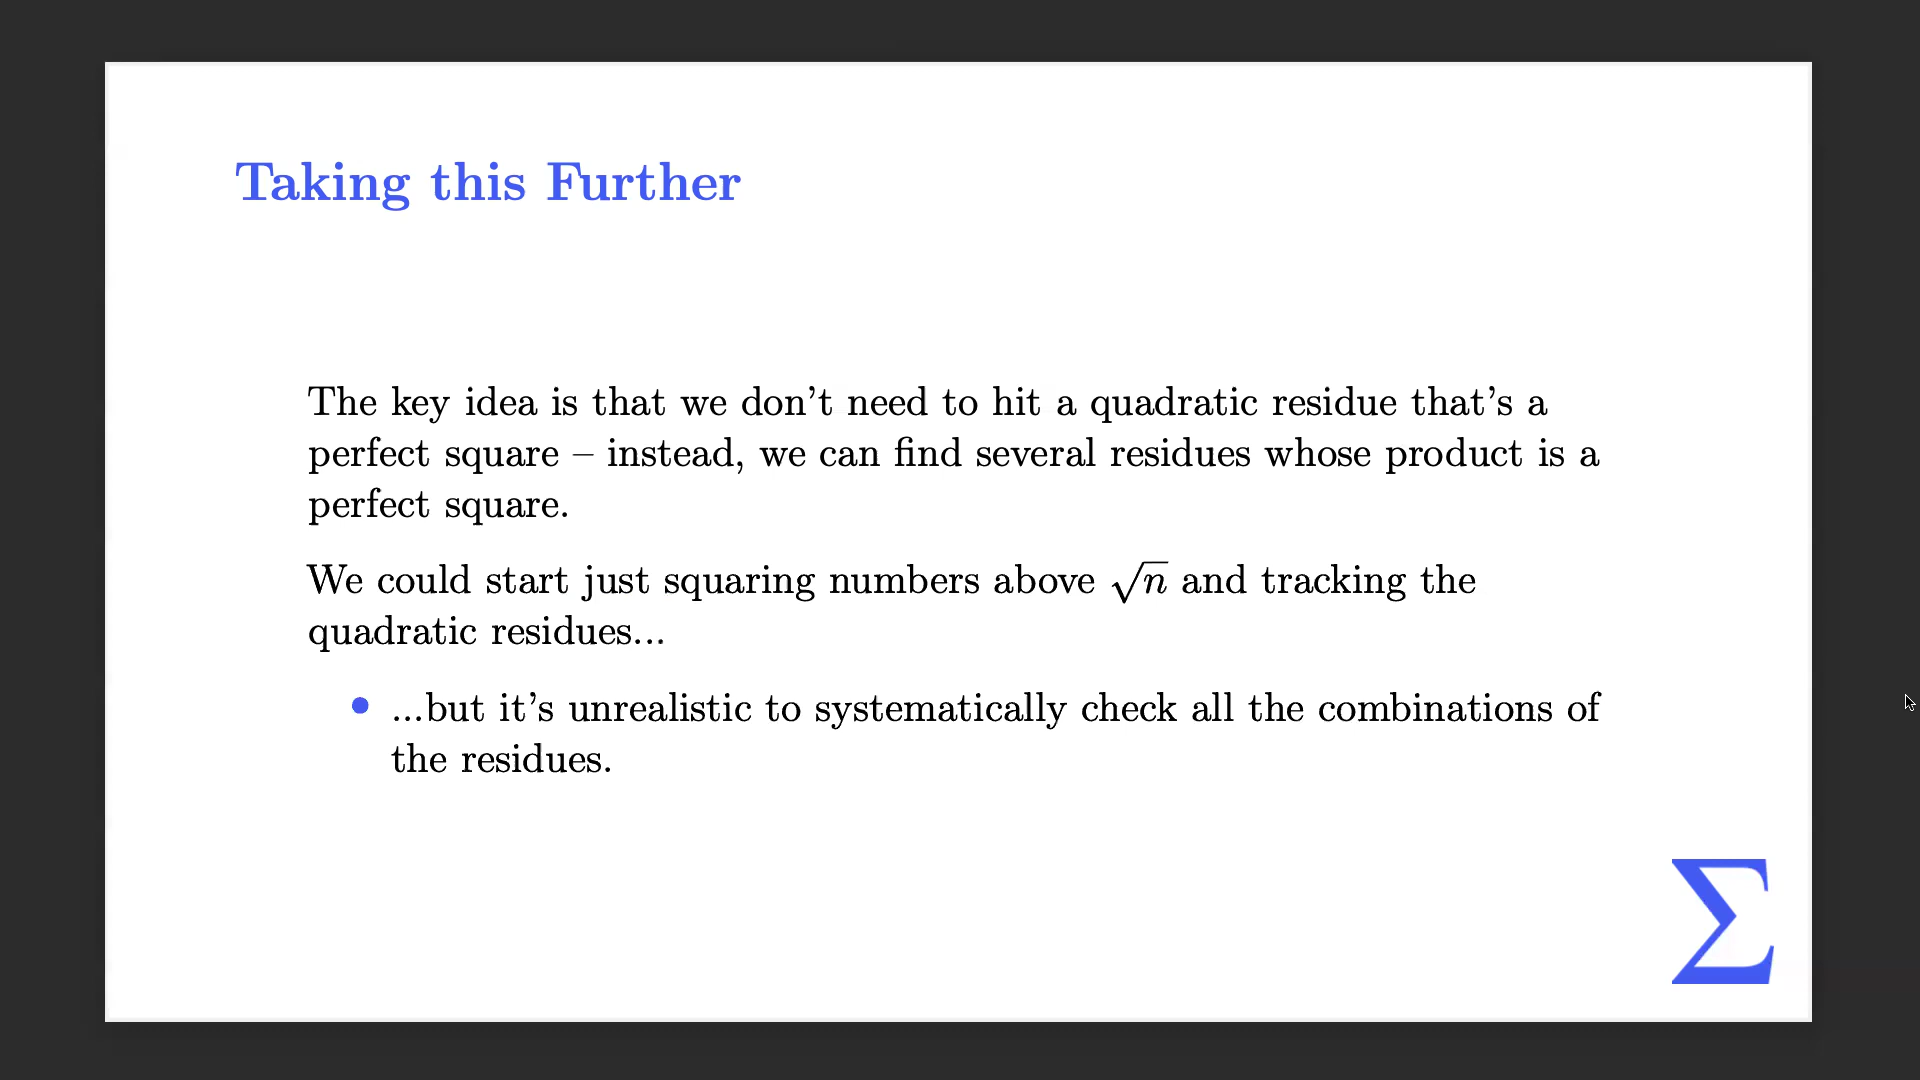 Taking this Further
The key idea is that we don’t need to hit a quadratic residue that’s a
perfect square – instead, we can find several residues whose product is a
perfect square.
We could start just squaring numbers above √n and tracking the
quadratic residues...
• ...but it’s unrealistic to systematically check all the combinations of
the residues.
Σ